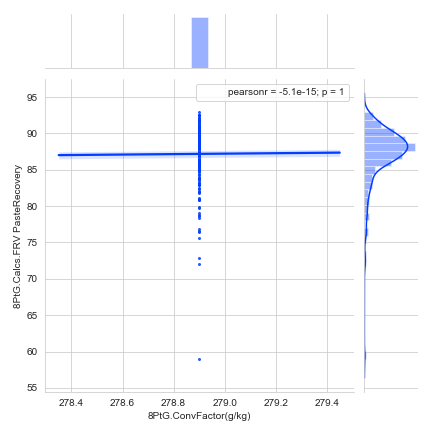 pearsonr = -5.1e-15; p = 1
95
90
85
80
75
70
65
60
55
8PtG.Calcs.FRV PasteRecovery
278.4 278.6 278.8 279.0 279.2 279.4
8PtG.ConvFactor(g/kg)